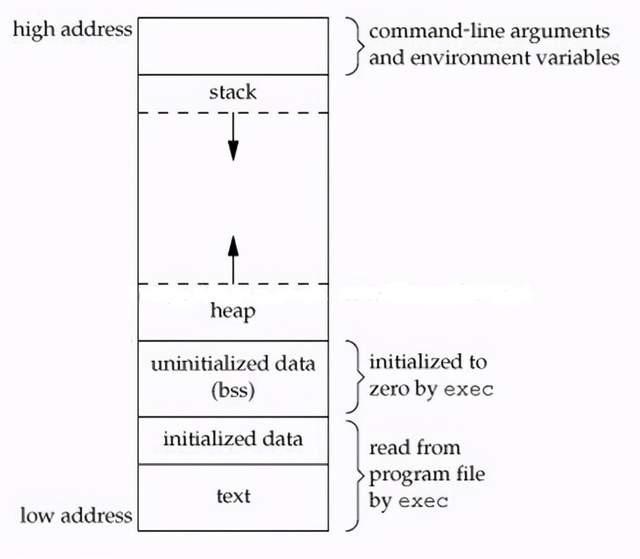 high address
command-line arguments
and environment variables
stack
heap
uninitialized data
(bss)
initialized to
zero by exec
initialized data
read from
program file
by exec
text
low address